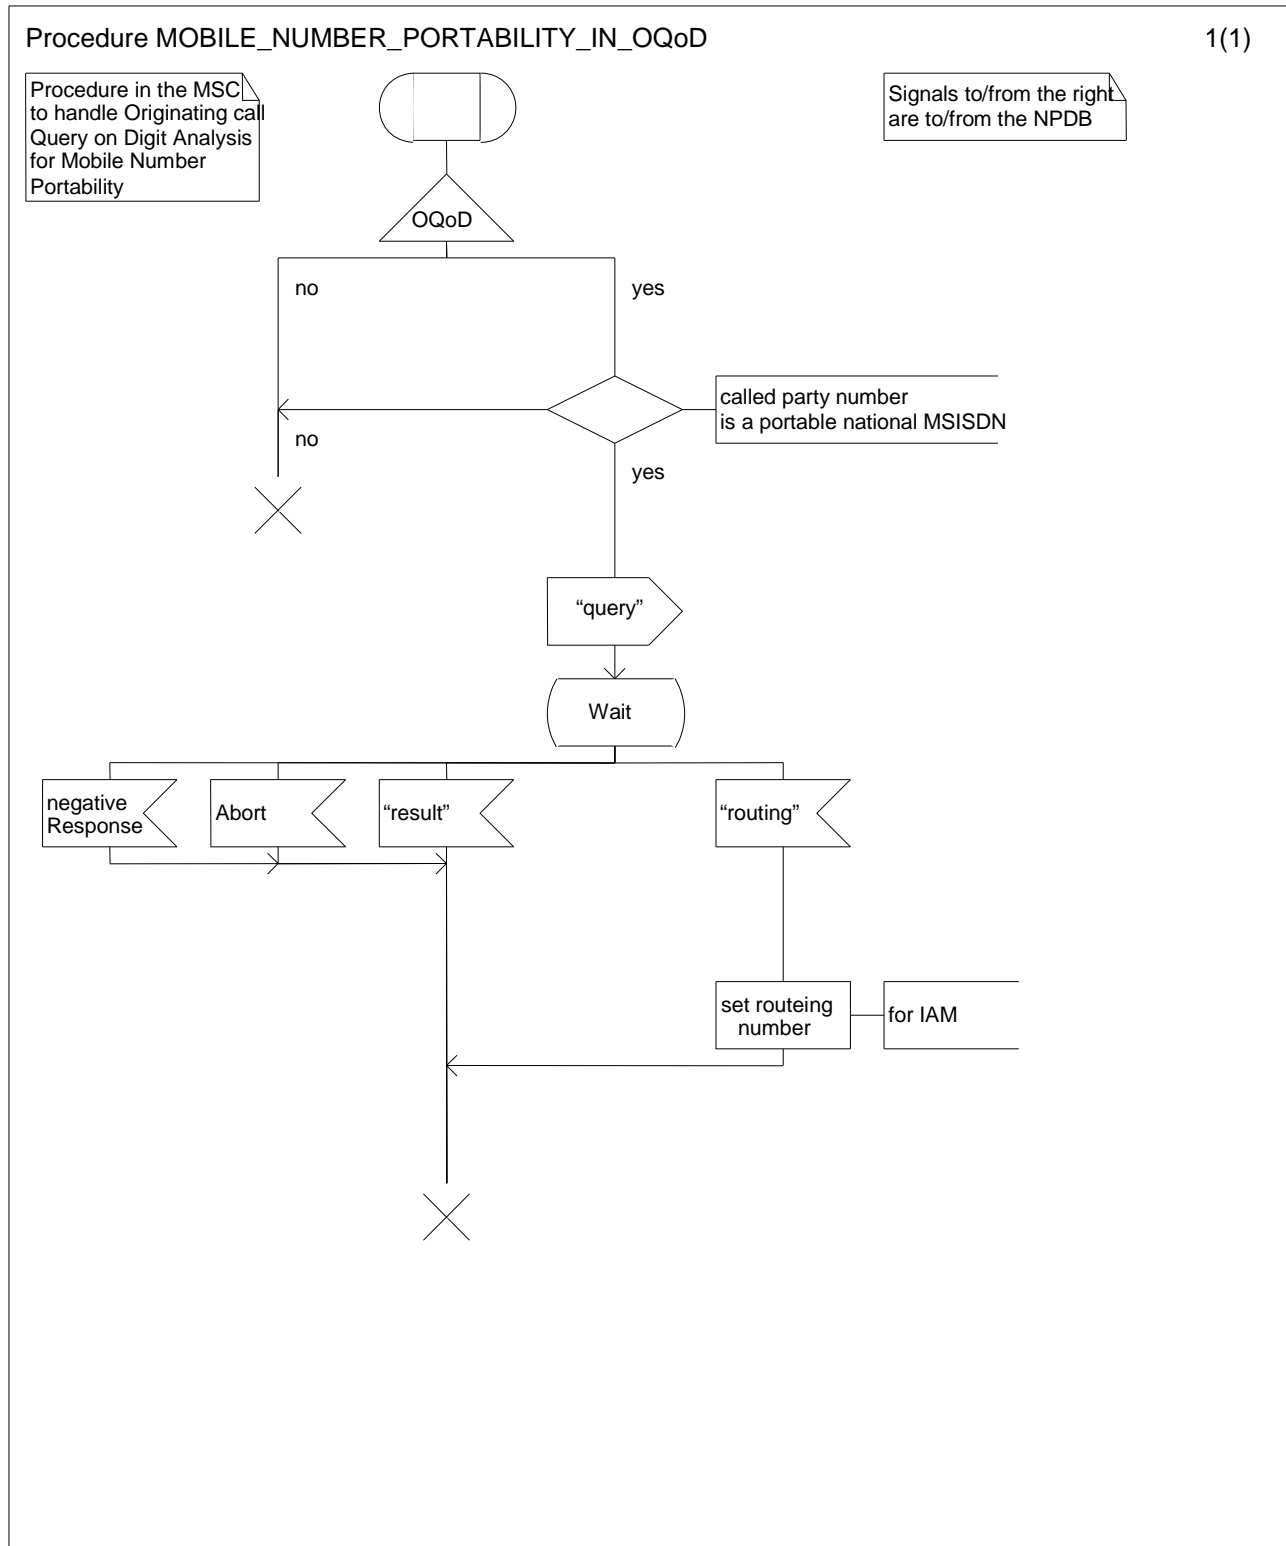 Procedure MOBILE_NUMBER_PORTABILITY_IN_OQoD
1(1)
Procedure in the MSC
to handle Originating call
Query on Digit Analysis
for Mobile Number
Portability
Signals to/from the right
are to/from the NPDB
OQoD
no
yes
called party number
is a portable national MSISDN
no
yes
“query”
Wait
negative
Response
Abort
“result”
“routing”
set routeing
number
for IAM